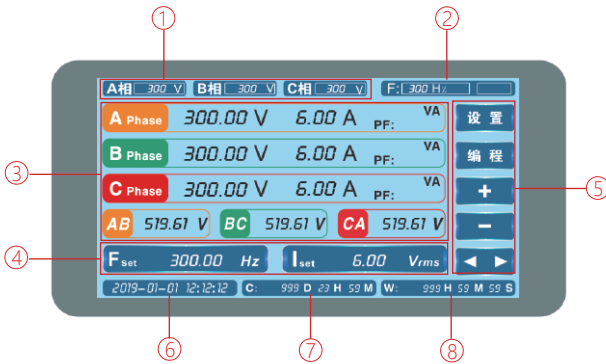 ① ②
A相 300 V B相 300 V C相 300 V F: 300 Hz
A Phase 300.00 V 6.00 A PF: VA 设置
B Phase 300.00 V 6.00 A PF: VA 编程
③ C Phase 300.00 V 6.00 A PF: VA + ⑤
AB 519.61 V BC 519.61 V CA 519.61 V −
④ Fset 300.00 Hz Iset 6.00 Vrms ◀ ▶
2019-01-01 12:12:12 C: 999 D 23 H 59 M W: 999 H 59 M 59 S
⑥ ⑦ ⑧